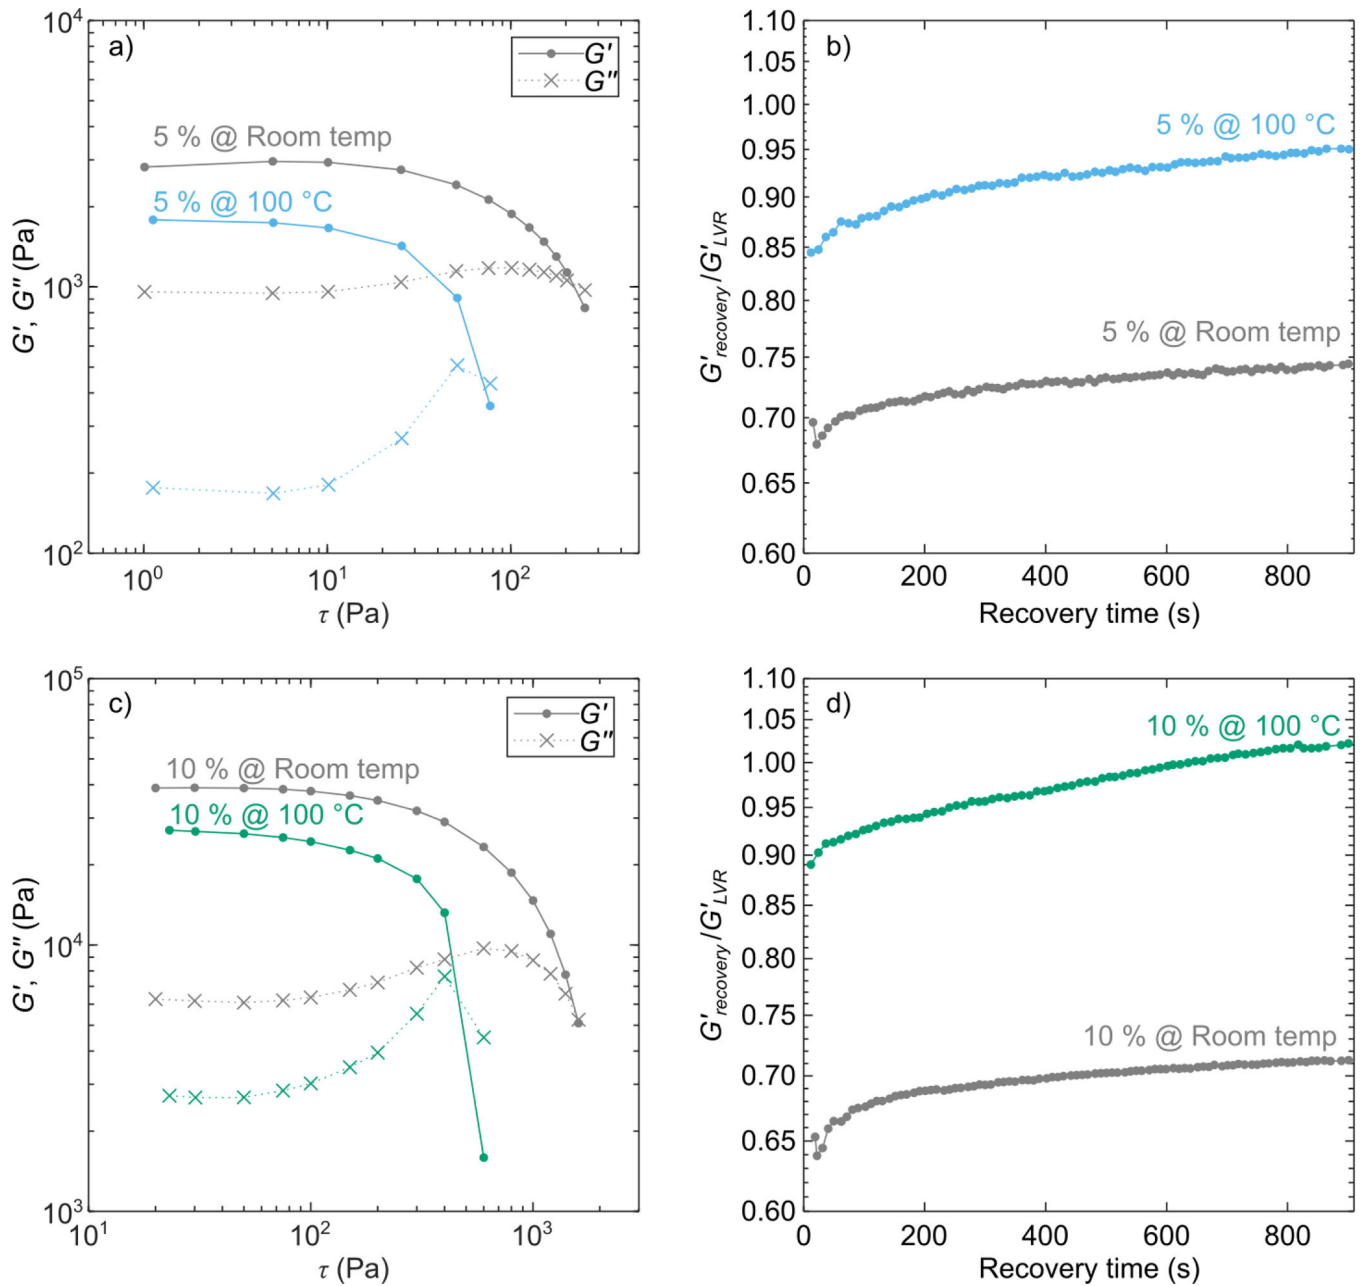 a)
G′
G″
5 % @ Room temp
5 % @ 100 °C
10⁴
10³
10²
G′, G″ (Pa)
10⁰
10¹
10²
τ (Pa)
b)
5 % @ 100 °C
5 % @ Room temp
1.10
1.05
1.00
0.95
0.90
0.85
0.80
0.75
0.70
0.65
0.60
G′recovery/G′LVR
0 200 400 600 800
Recovery time (s)
c)
G′
G″
10 % @ Room temp
10 % @ 100 °C
10⁵
10⁴
10³
G′, G″ (Pa)
10¹
10²
10³
τ (Pa)
d)
10 % @ 100 °C
10 % @ Room temp
1.10
1.05
1.00
0.95
0.90
0.85
0.80
0.75
0.70
0.65
0.60
G′recovery/G′LVR
0 200 400 600 800
Recovery time (s)